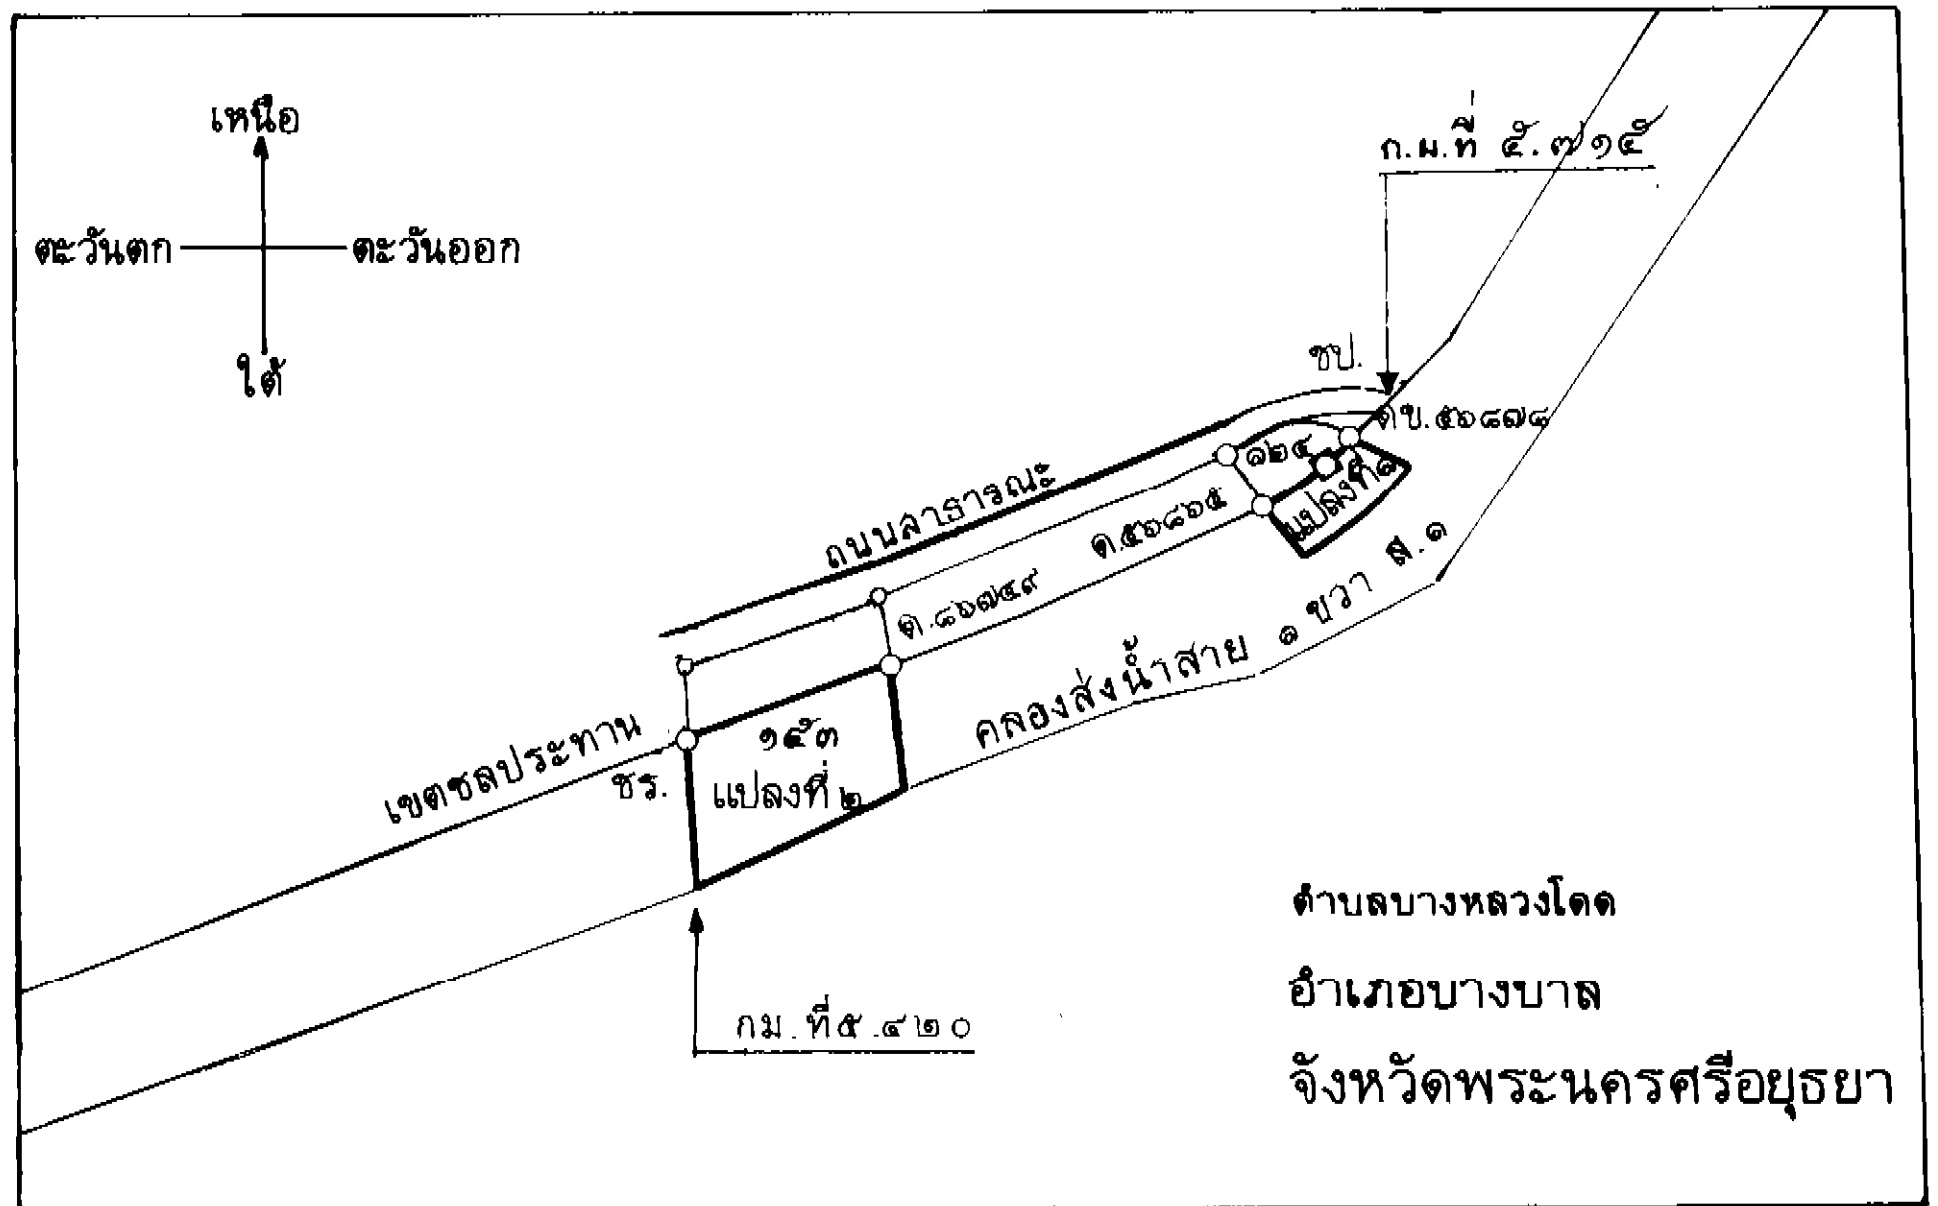 เหนือ
ตะวันตก
ตะวันออก
ใต้
ก.ม.ที่ ๕.๗๑๕
ชป.
ตข.๕๖๘๗๘
๑๒๔
แปลงที่๑
ถนนสาธารณะ
ต.๕๖๘๖๕
ต.๘๖๗๔๙
คลองส่งน้ำสาย ๑ ขวา ส.๑
เขตชลประทาน
ชร.
๑๕๓
แปลงที่ ๒
กม.ที่๕.๔๒๐
ตำบลบางหลวงโดด
อำเภอบางบาล
จังหวัดพระนครศรีอยุธยา